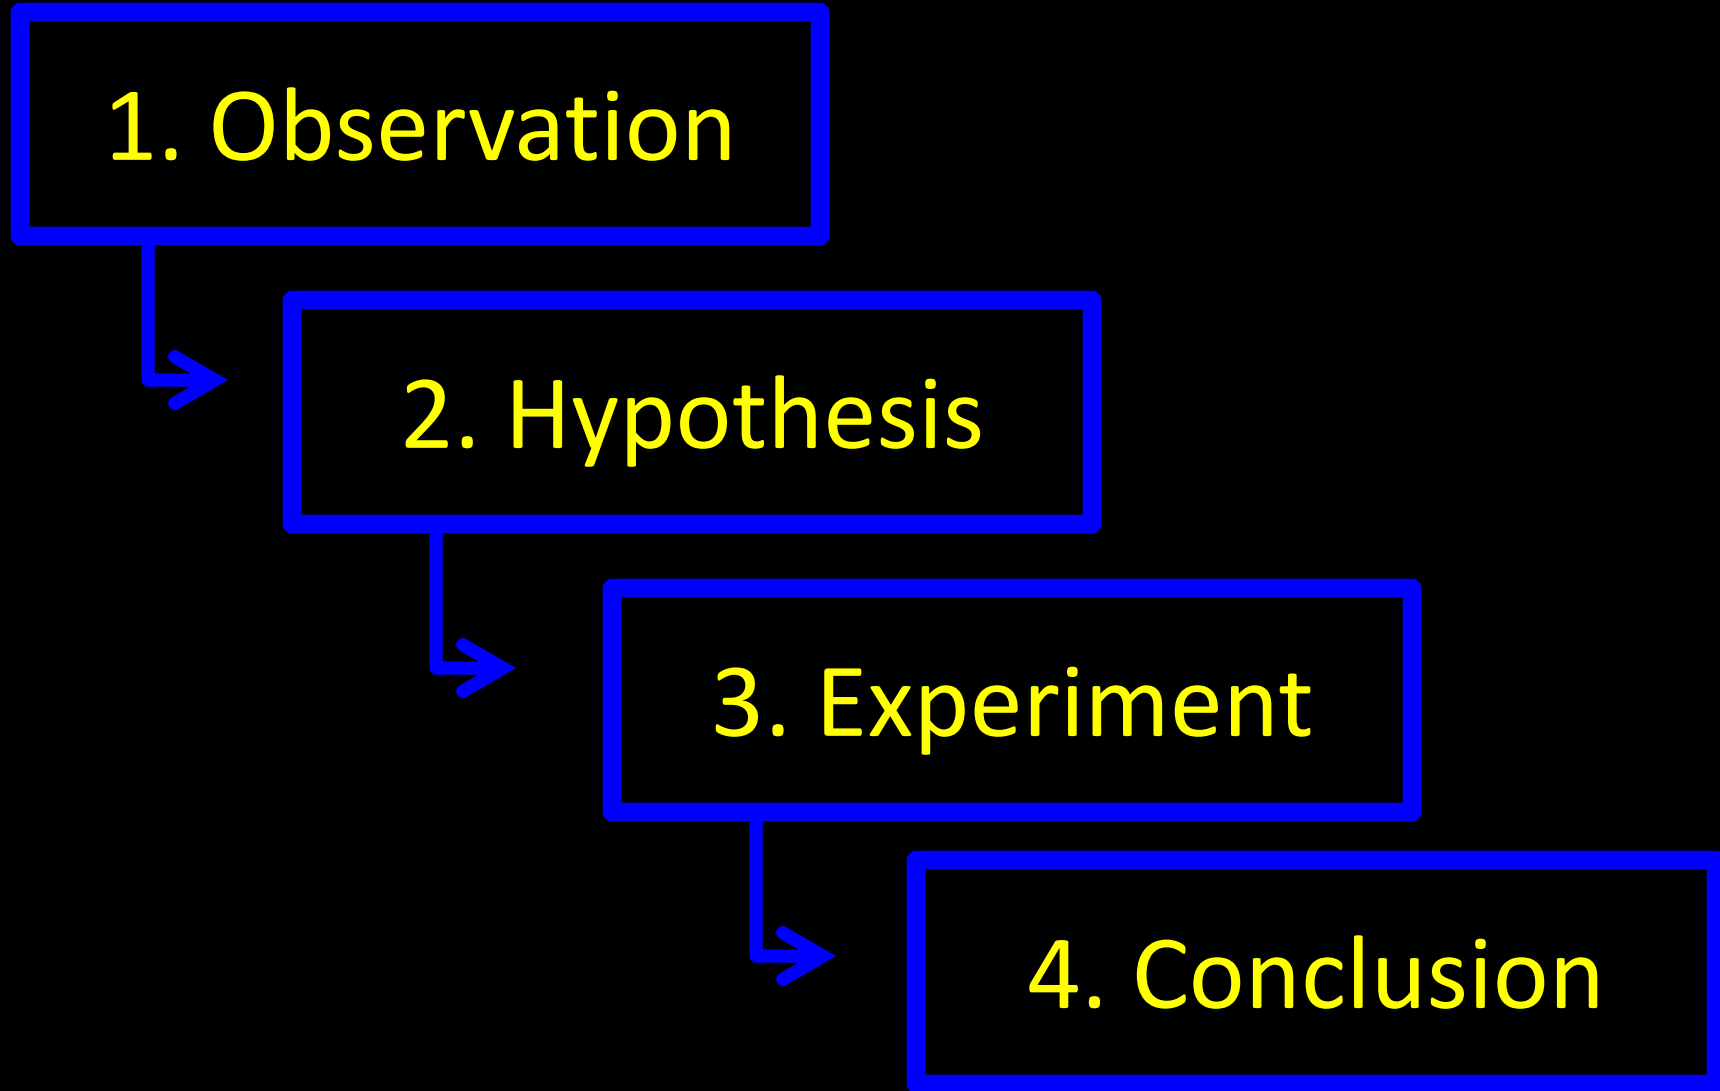 1. Observation
2. Hypothesis
3. Experiment
4. Conclusion